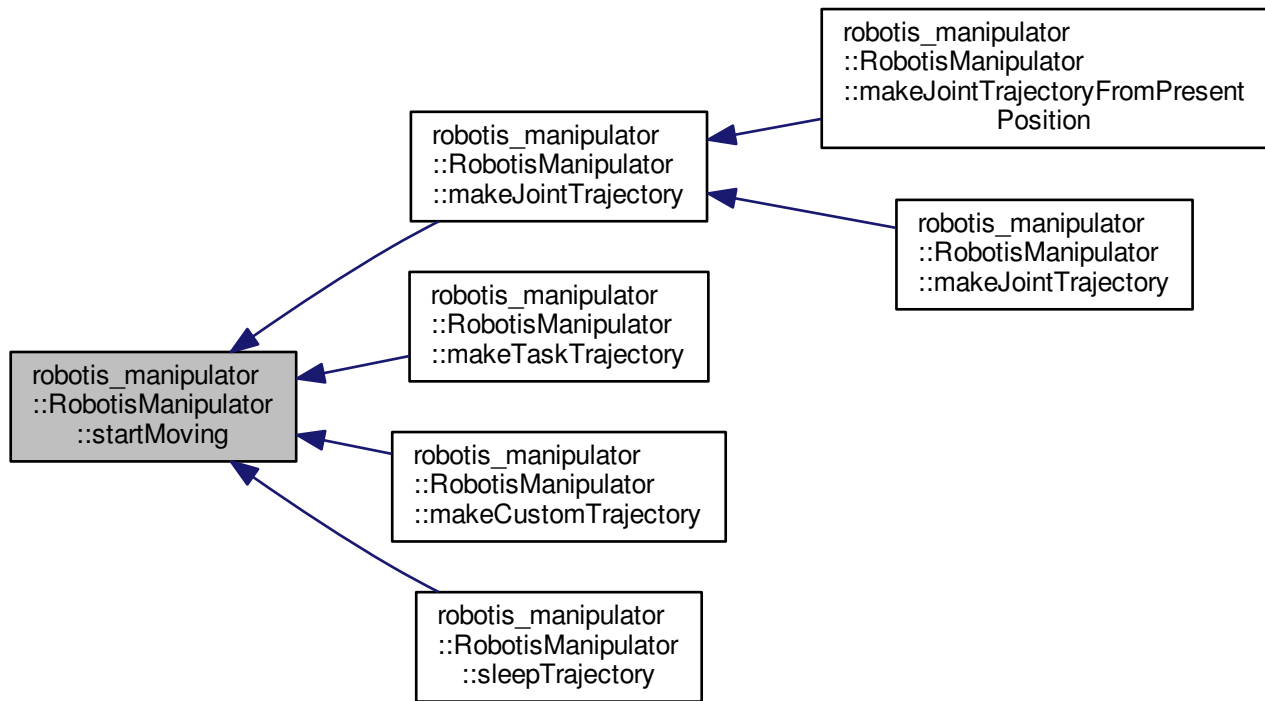 robotis_manipulator
::RobotisManipulator
::startMoving
robotis_manipulator
::RobotisManipulator
::makeJointTrajectory
robotis_manipulator
::RobotisManipulator
::makeJointTrajectoryFromPresent
Position
robotis_manipulator
::RobotisManipulator
::makeJointTrajectory
robotis_manipulator
::RobotisManipulator
::makeTaskTrajectory
robotis_manipulator
::RobotisManipulator
::makeCustomTrajectory
robotis_manipulator
::RobotisManipulator
::sleepTrajectory